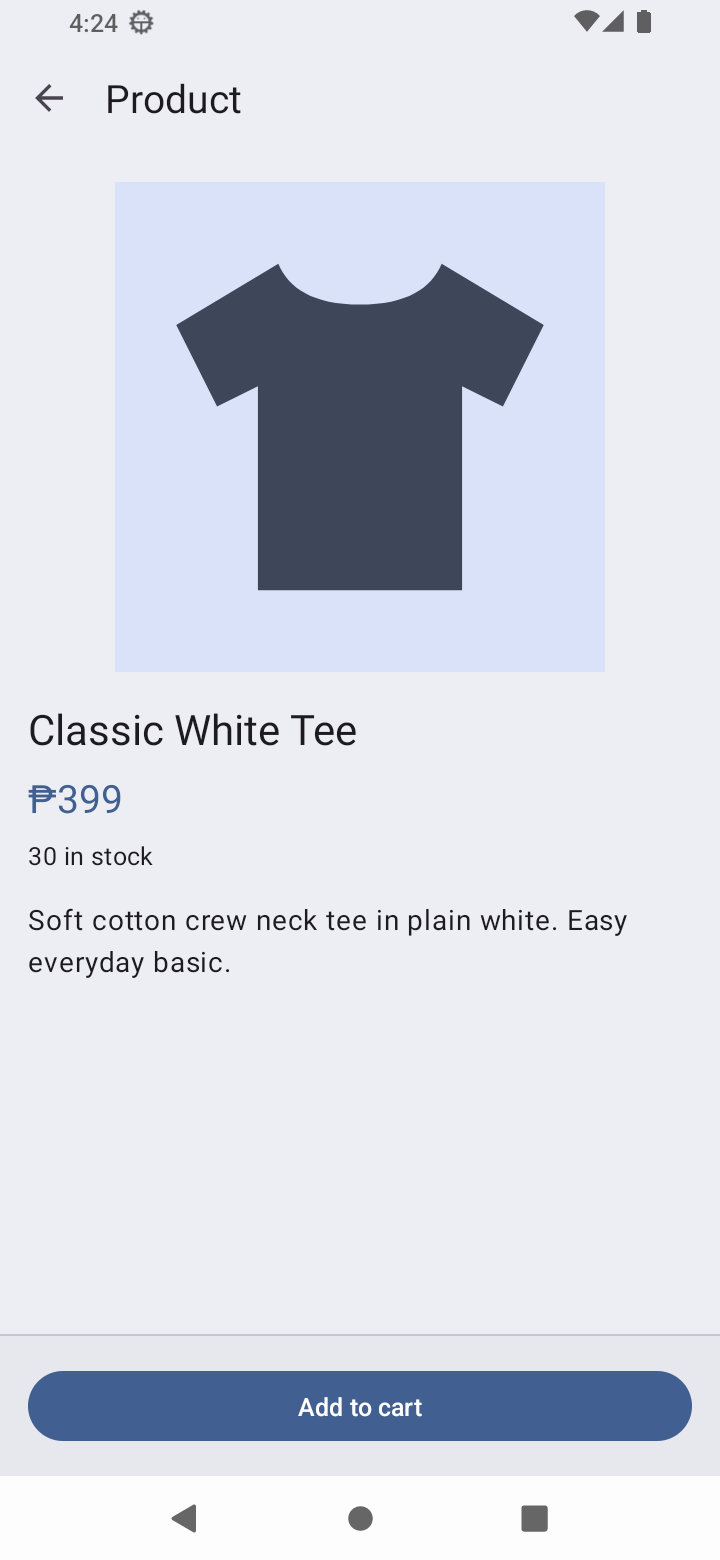 4:24
Product
Classic White Tee
₱399
30 in stock
Soft cotton crew neck tee in plain white. Easy
everyday basic.
Add to cart